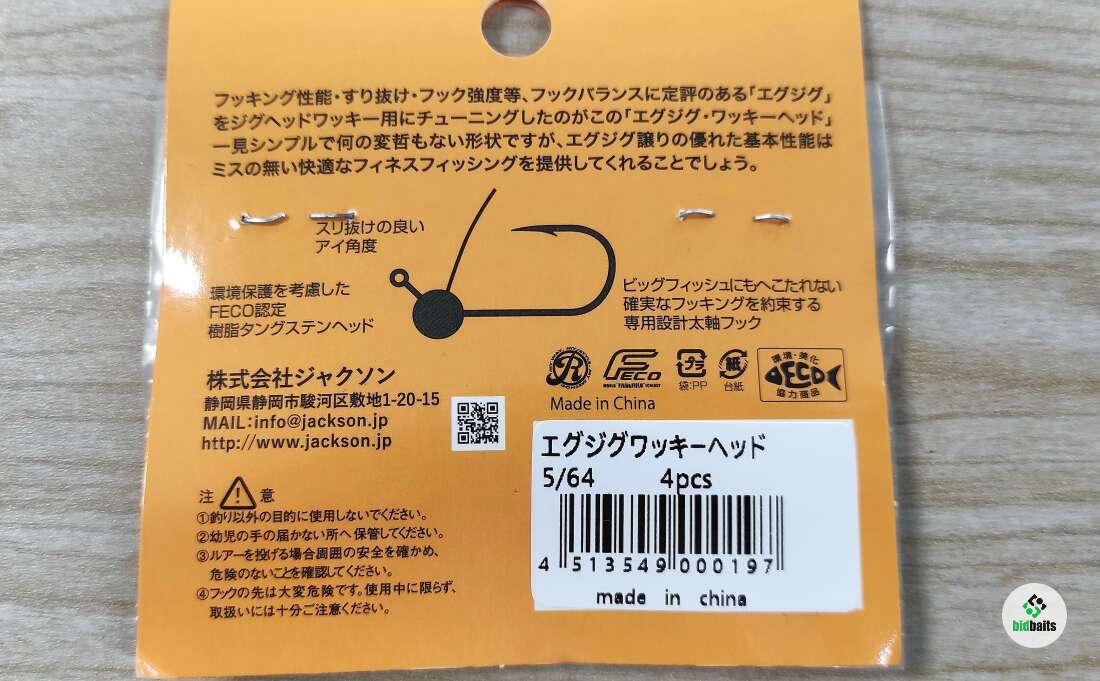 フッキング性能・すり抜け・フック強度等、フックバランスに定評のある「エグジグ」
をジグヘッドワッキー用にチューニングしたのがこの「エグジグ・ワッキーヘッド」
一見シンプルで何の変哲もない形状ですが、エグジグ譲りの優れた基本性能は
ミスの無い快適なフィネスフィッシングを提供してくれることでしょう。
スリ抜けの良い
アイ角度
環境保護を考慮した
FECO認定
樹脂タングステンヘッド
ビッグフィッシュにもへこたれない
確実なフッキングを約束する
専用設計太軸フック
株式会社ジャクソン
静岡県静岡市駿河区敷地1-20-15
MAIL：info@jackson.jp
http://www.jackson.jp
R
FECO
袋:PP
紙
台紙
環境・美化
ECO
協力商品
Made in China
エグジグワッキーヘッド
5/64 4pcs
4 513549 000197
made in china
注 ! 意
①釣り以外の目的に使用しないでください。
②幼児の手の届かない所へ保管してください。
③ルアーを投げる場合周囲の安全を確かめ、
危険のないことを確認してください。
④フックの先は大変危険です。使用中に限らず、
取扱いには十分ご注意ください。
bidbaits